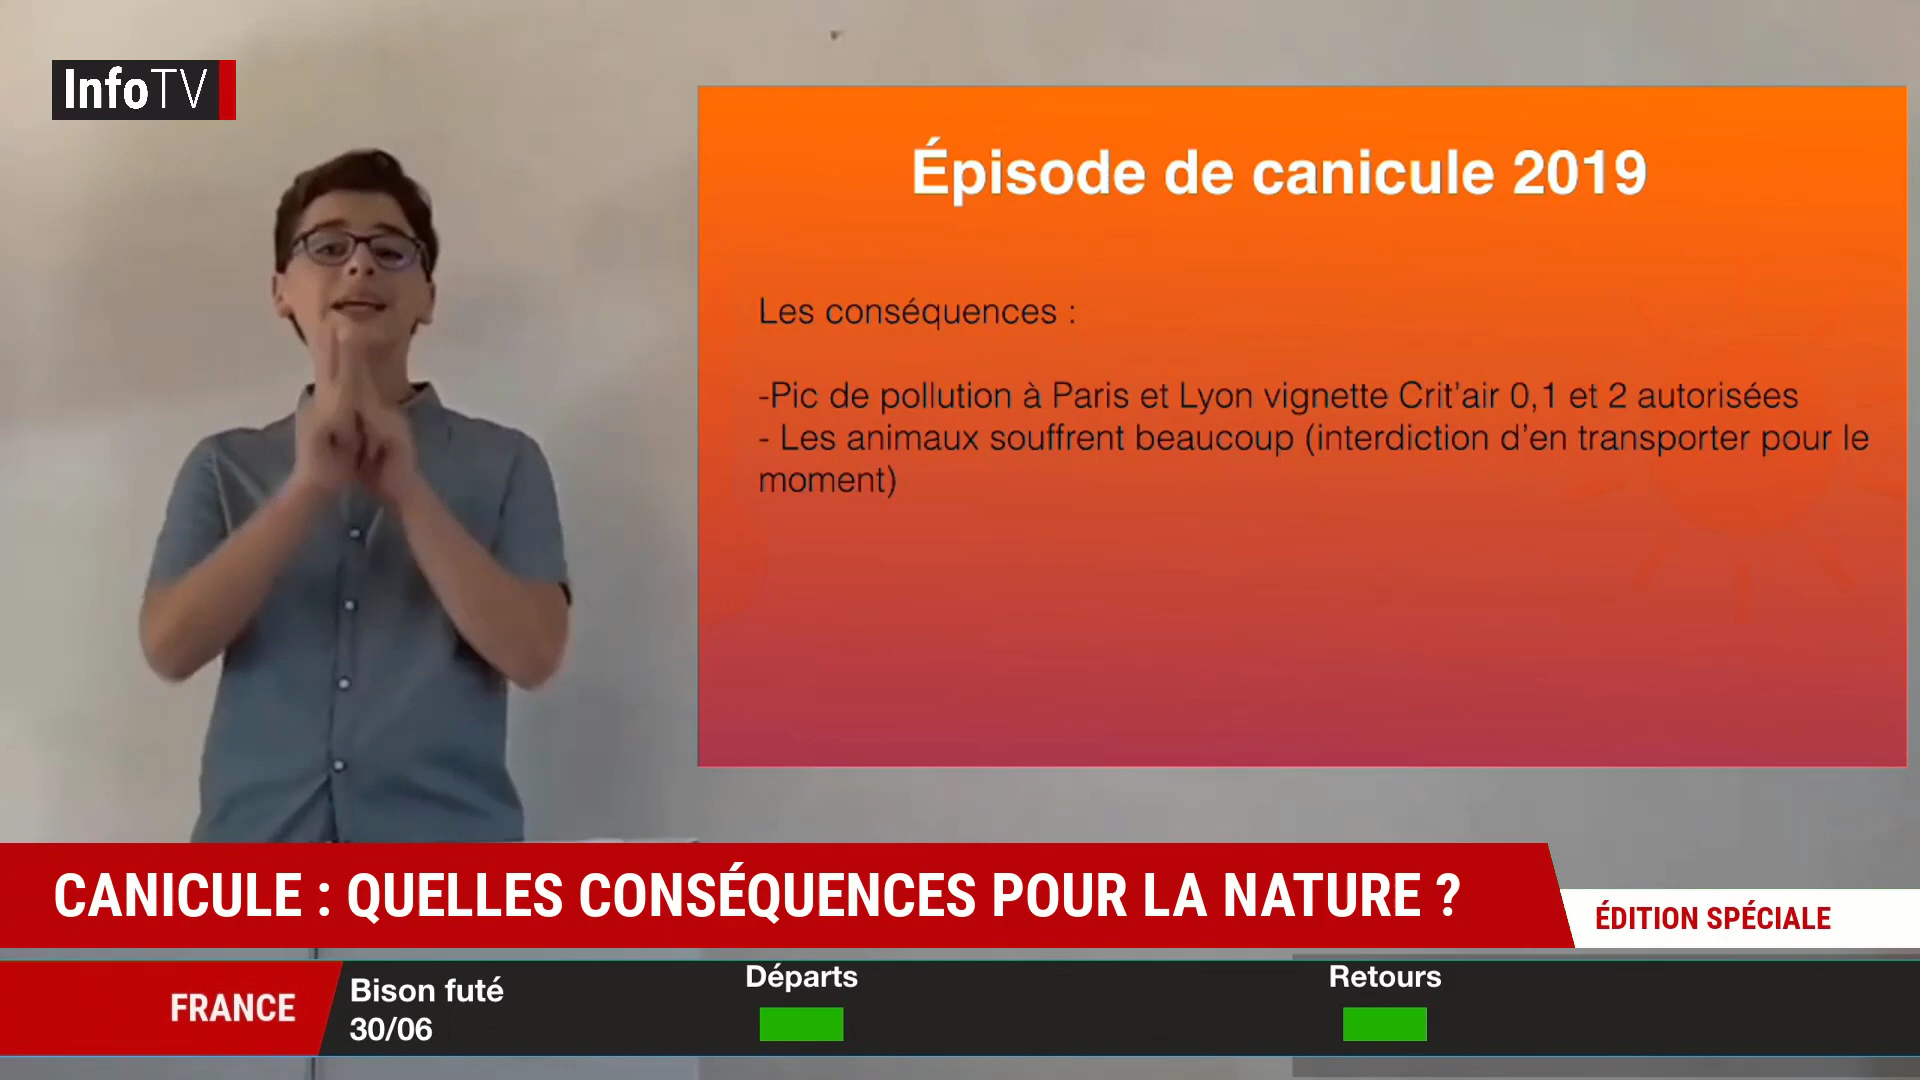 InfoTV
Épisode de canicule 2019
Les conséquences :
-Pic de pollution à Paris et Lyon vignette Crit’air 0,1 et 2 autorisées
- Les animaux souffrent beaucoup (interdiction d’en transporter pour le
moment)
CANICULE : QUELLES CONSÉQUENCES POUR LA NATURE ?
ÉDITION SPÉCIALE
FRANCE
Bison futé
30/06
Départs
Retours